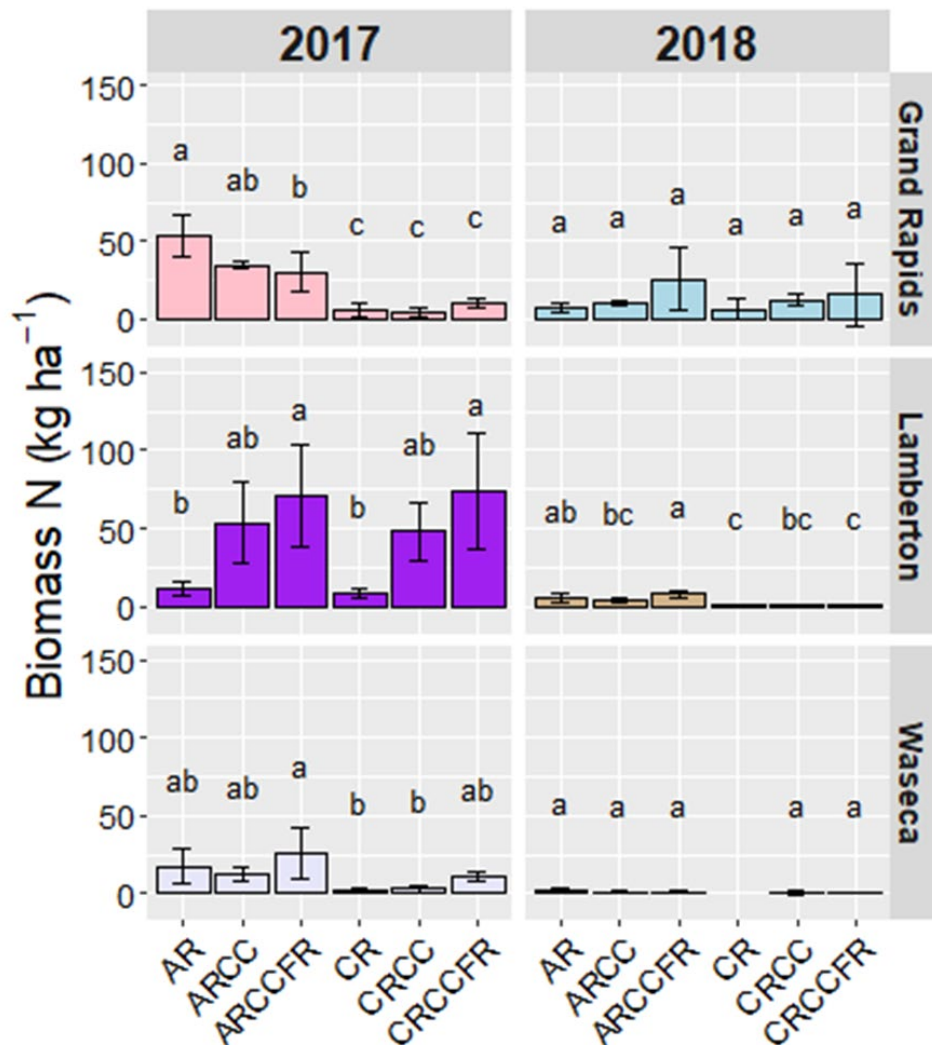 2017 2018
Biomass N (kg ha⁻¹)
150
100
50
0
a ab b c c c
a a a a a a
Grand Rapids
150
100
50
0
b ab a b ab a
ab bc a c bc c
Lamberton
150
100
50
0
ab ab a b b ab
a a a a a
Waseca
AR ARCC ARCCFR CR CRCC CRCCFR
AR ARCC ARCCFR CR CRCC CRCCFR